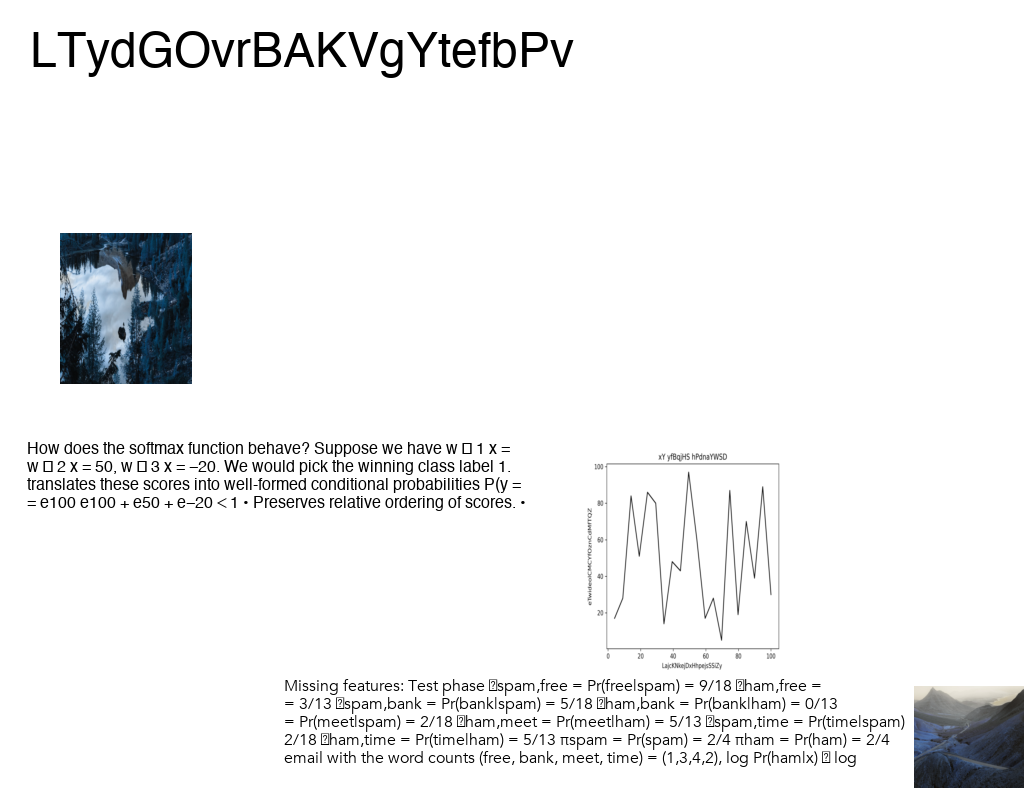 LTydGOvrBAKVgYtefbPv
How does the softmax function behave? Suppose we have w □ 1 x =
w □ 2 x = 50, w □ 3 x = −20. We would pick the winning class label 1.
translates these scores into well-formed conditional probabilities P(y =
= e100 e100 + e50 + e−20 < 1 • Preserves relative ordering of scores. •
xY yfBqjHS hPdnaYWSD
100
80
60
40
20
0 20 40 60 80 100
LajcKNkejDxHhpejsSSiZy
Missing features: Test phase ⍰spam,free = Pr(free|spam) = 9/18 ⍰ham,free =
= 3/13 ⍰spam,bank = Pr(bank|spam) = 5/18 ⍰ham,bank = Pr(bank|ham) = 0/13
= Pr(meet|spam) = 2/18 ⍰ham,meet = Pr(meet|ham) = 5/13 ⍰spam,time = Pr(time|spam)
2/18 ⍰ham,time = Pr(time|ham) = 5/13 πspam = Pr(spam) = 2/4 πham = Pr(ham) = 2/4
email with the word counts (free, bank, meet, time) = (1,3,4,2), log Pr(ham|x) ⍰ log